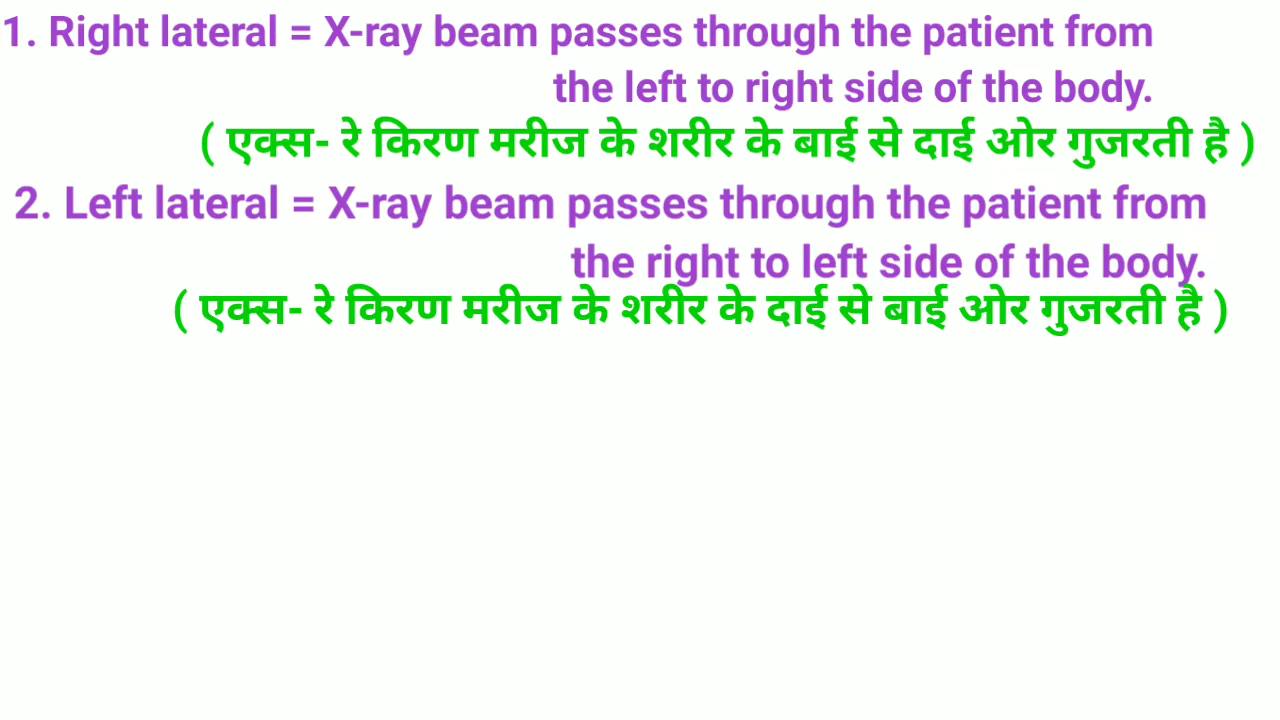 1. Right lateral = X-ray beam passes through the patient from
the left to right side of the body.
( एक्स- रे किरण मरीज के शरीर के बाई से दाई ओर गुजरती है )
2. Left lateral = X-ray beam passes through the patient from
the right to left side of the body.
( एक्स- रे किरण मरीज के शरीर के दाई से बाई ओर गुजरती है )